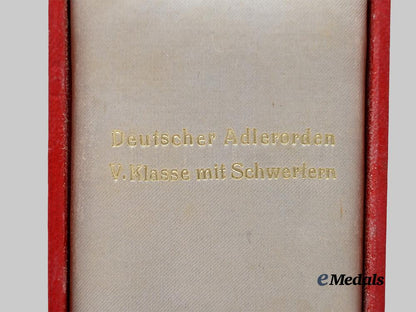 Deutscher Adlerorden
V. Klasse mit Schwertern
eMedals